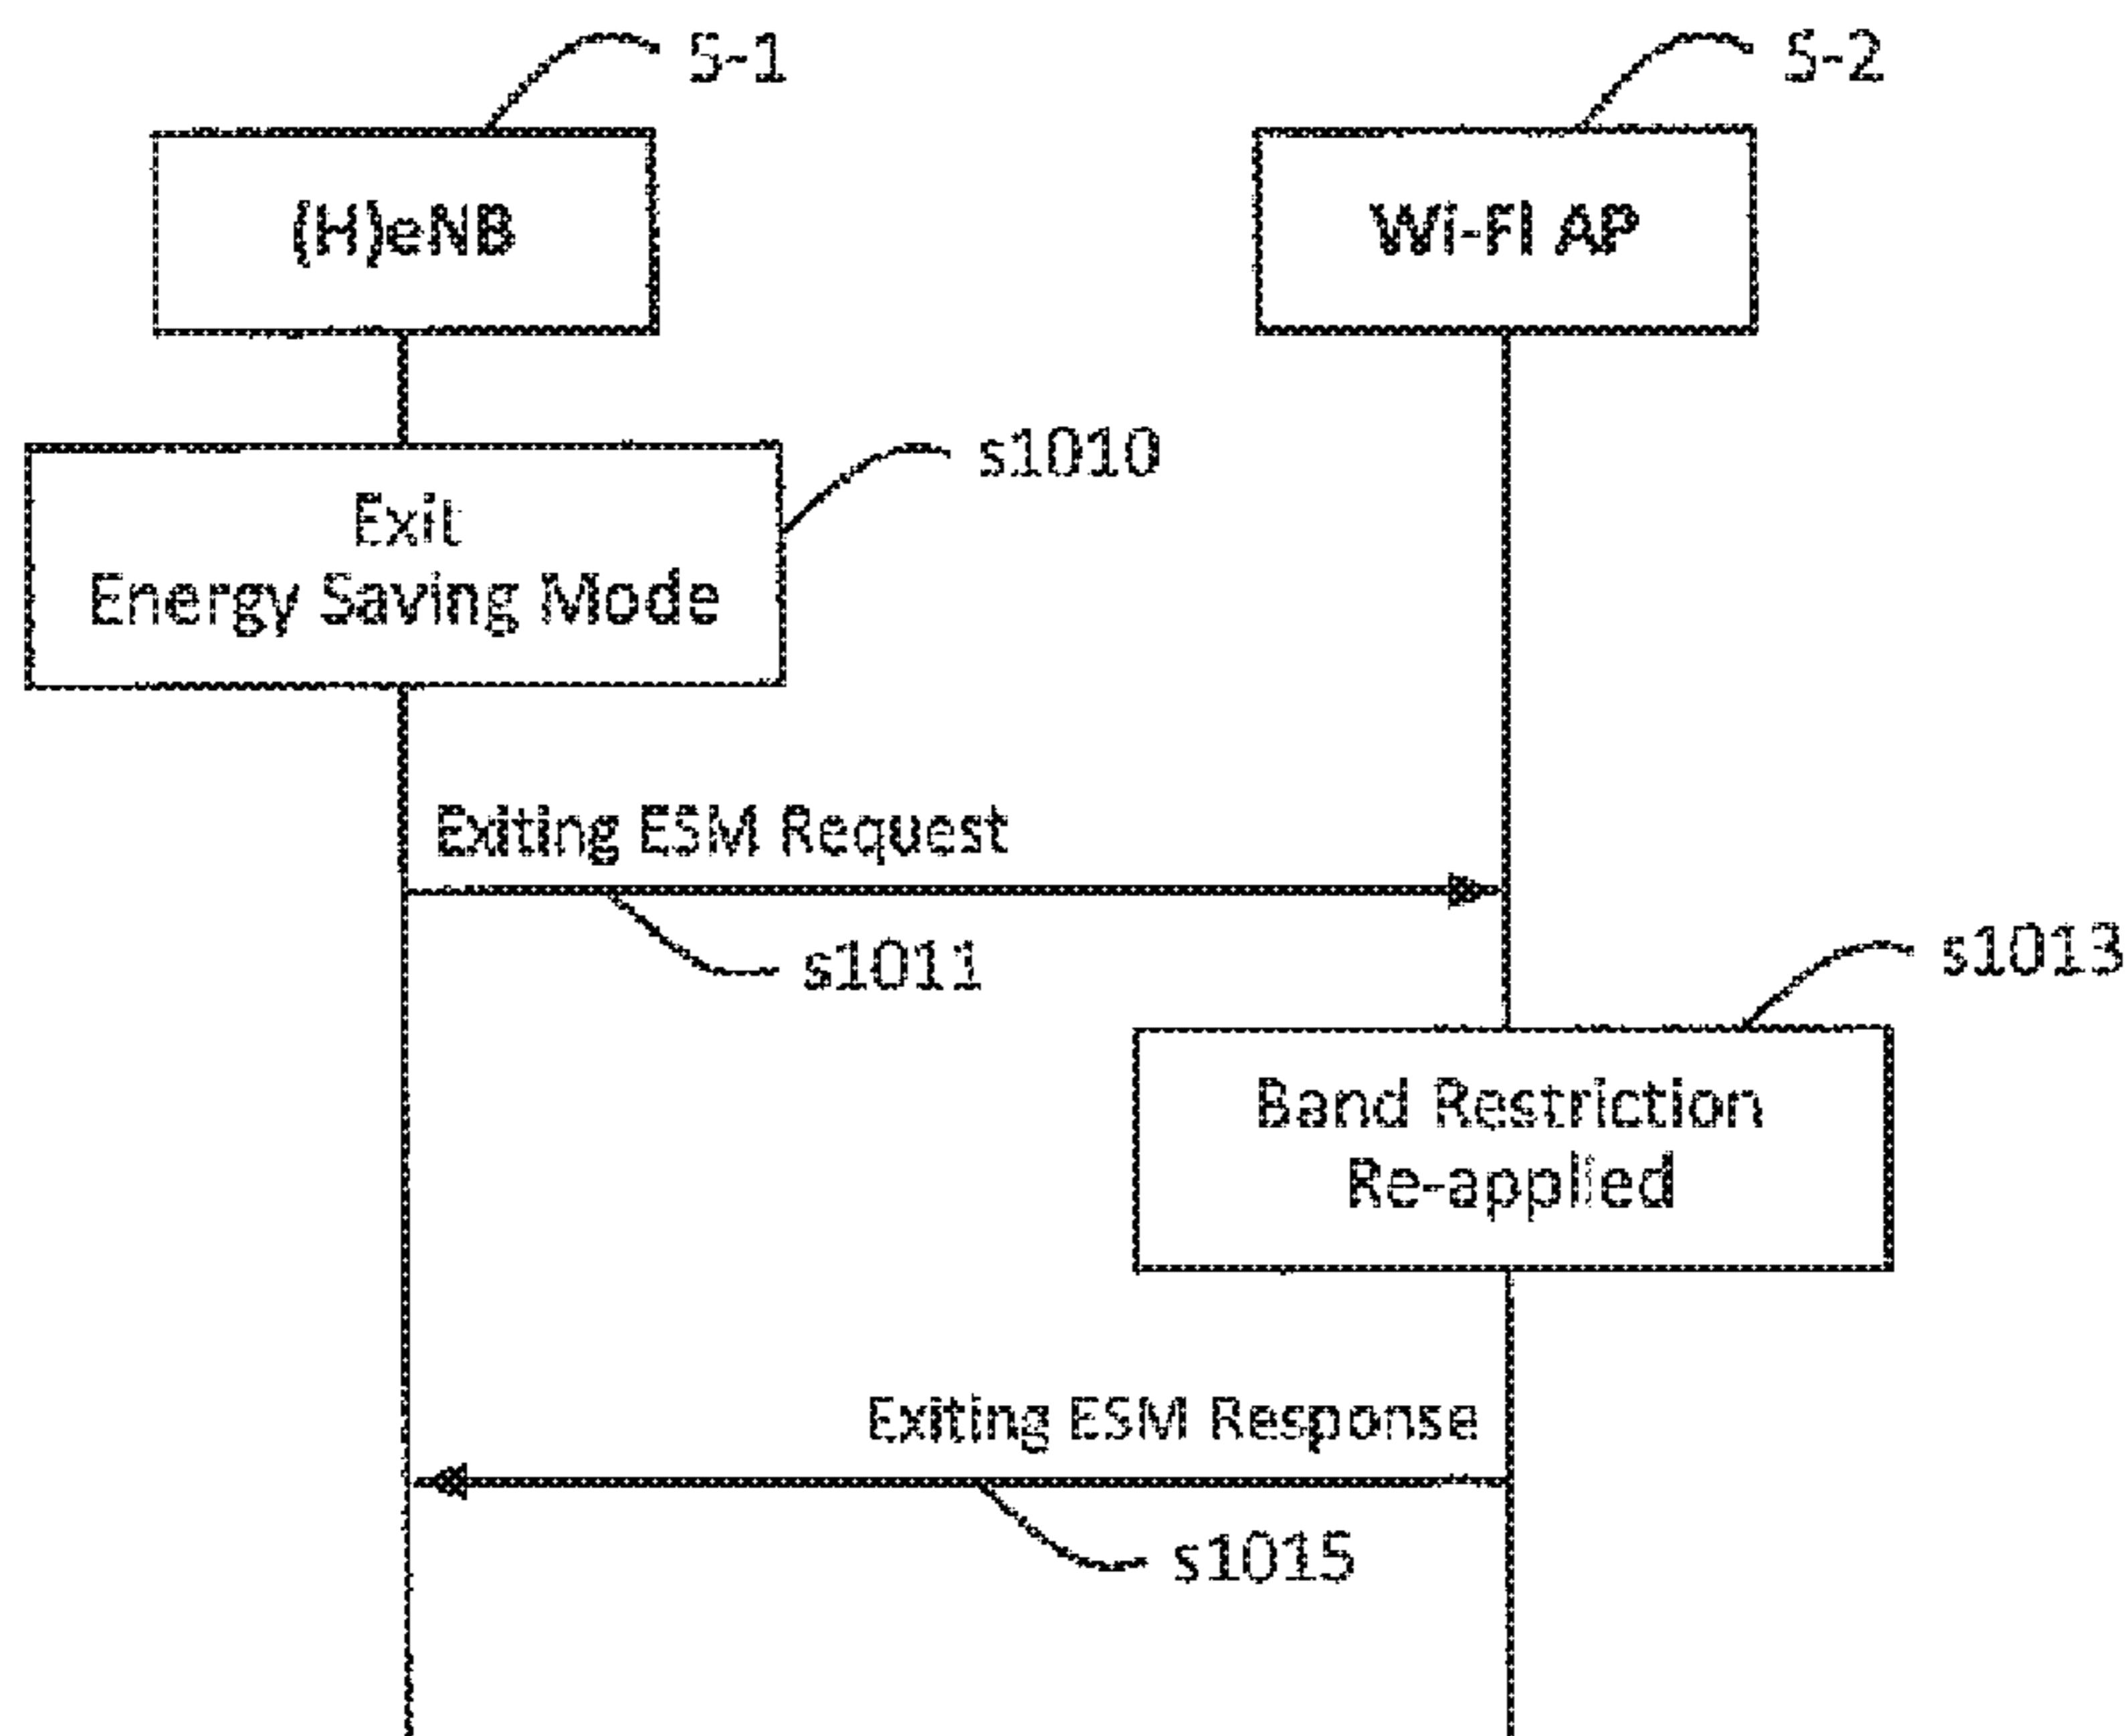 5-1
5-2
(H)eNB
Wi-Fi AP
s1010
Exit
Energy Saving Mode
Exiting ESM Request
s1011
s1013
Band Restriction
Re-applied
Exiting ESM Response
s1015